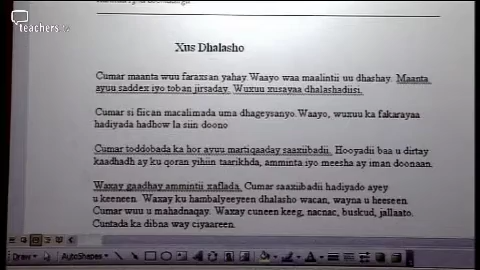 teachers.tv
Xus Dhalasho
Cumar maanta wuu faraxsan yahay. Waayo waa maalintii uu dhashay. Maanta
ayuu saddex iyo toban jirsaday. Wuxuu xusayaa dhalashadiisi.
Cumar si fiican macalimada uma dhageysanyo. Waayo, wuxuu ka fakarayaa
hadiyada hadhow la siin doono
Cumar toddobada ka hor ayuu martiqaaday saaxiibadii. Hooyadii baa u dirtay
kaadhadh ay ku qoran yihiin taarikhda, amminta iyo meesha ay iman doonaan.
Waxay gaadhay ammintii xaflada. Cumar saaxiibadii hadiyado ayey
u keeneen. Waxay ku hambalyeeyeen dhalasho wacan, wayna u heeseen.
Cumar wuu u mahadnaqay. Waxay cuneen keeg, nacnac, buskud, jallaato.
Cuntada ka dibna way ciyaareen.
AutoShapes